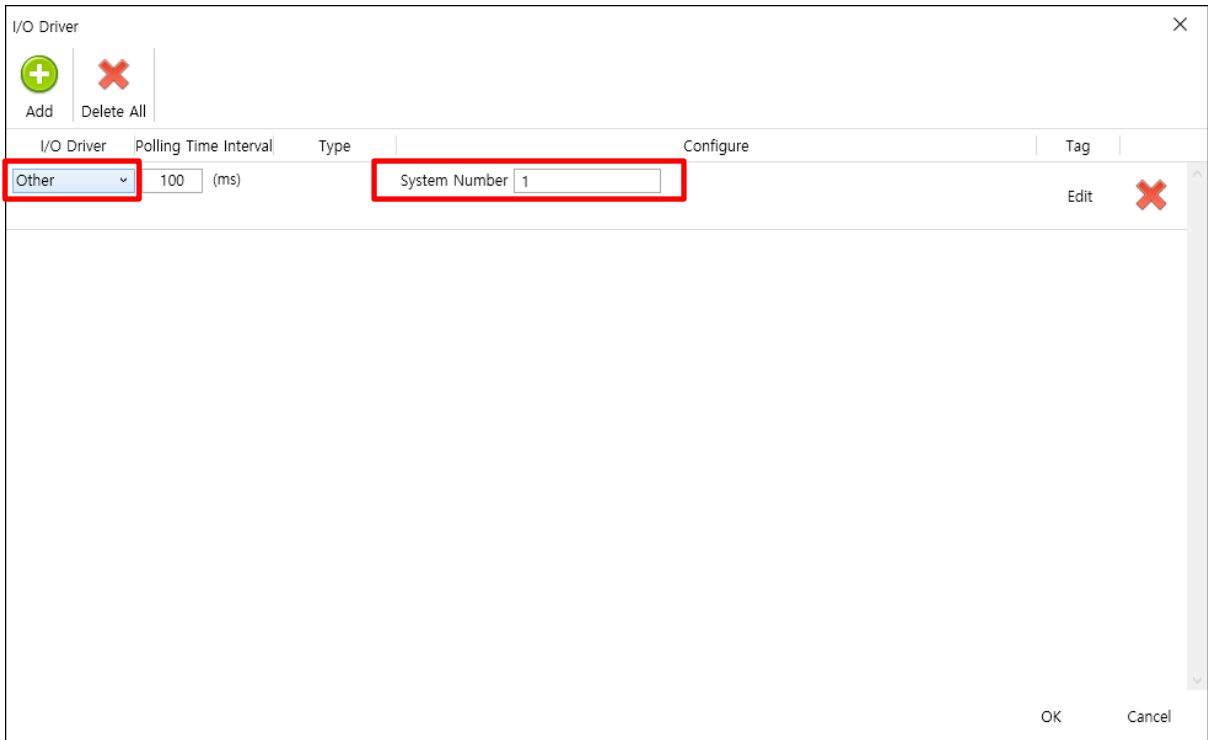 I/O Driver
Add Delete All
I/O Driver Polling Time Interval Type Configure Tag
Other 100 (ms) System Number 1 Edit
OK Cancel